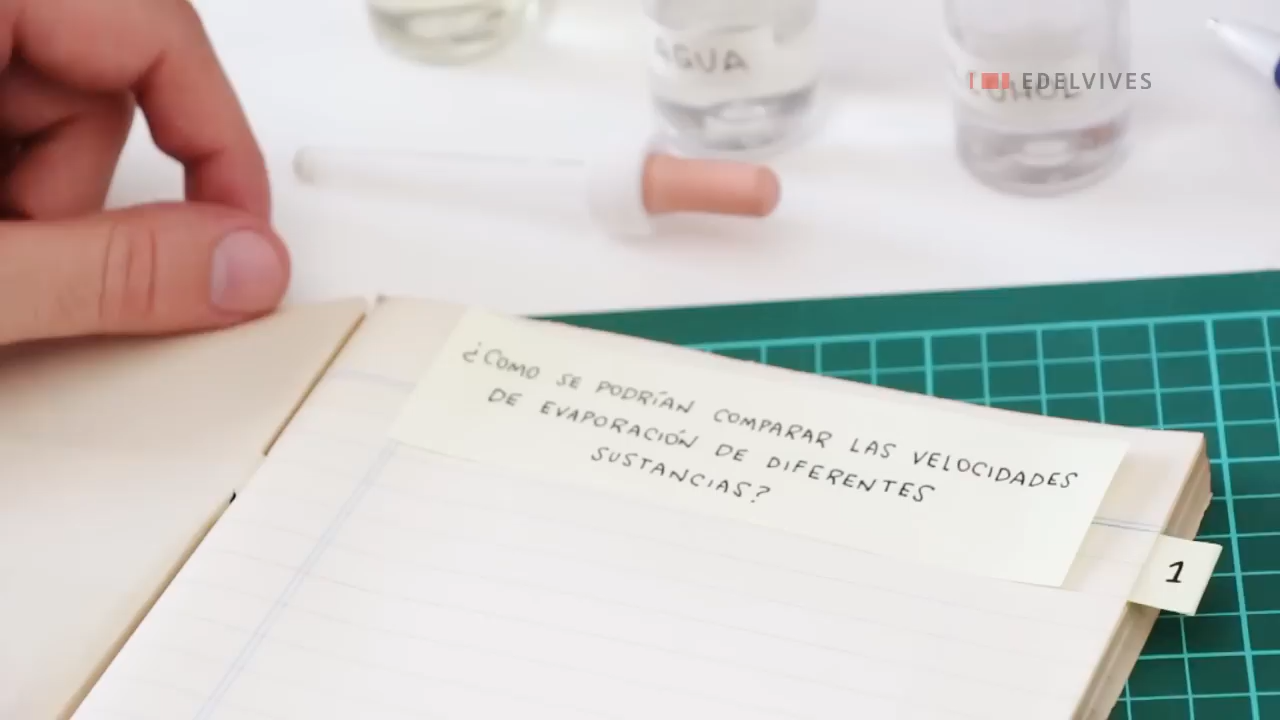 AGUA
EDELVIVES
¿COMO SE PODRÍAN COMPARAR LAS VELOCIDADES
DE EVAPORACIÓN DE DIFERENTES
SUSTANCIAS?
1